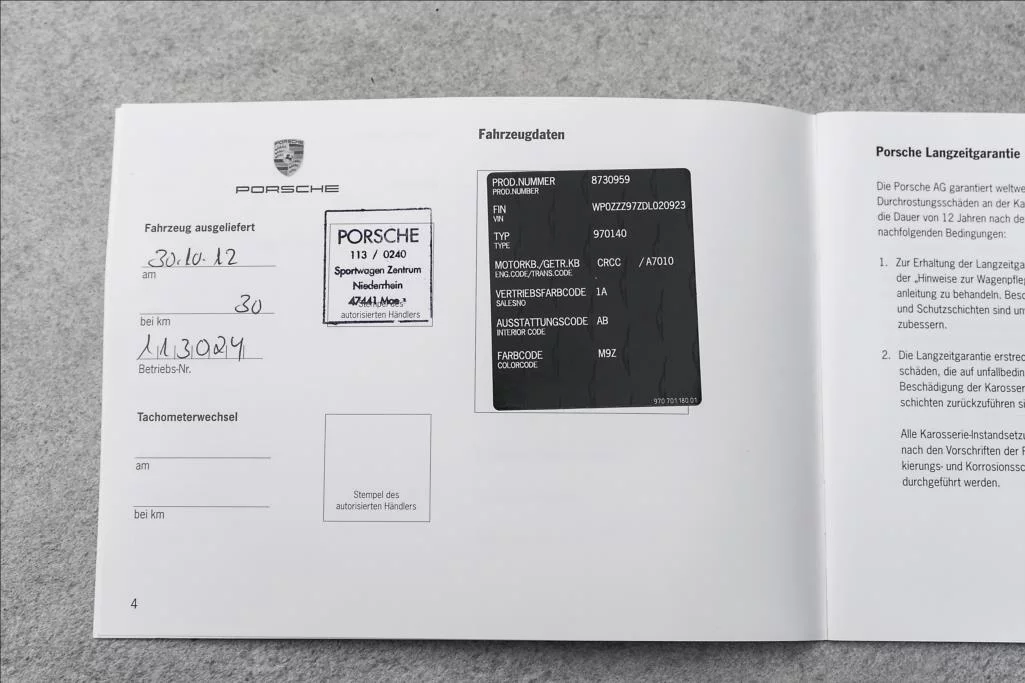 PORSCHE
PORSCHE
Fahrzeug ausgeliefert
30.10.12
am
30
bei km
113024
Betriebs-Nr.
PORSCHE
113 / 0240
Sportwagen Zentrum
Niederrhein
47441
autorisierten Händlers
Tachometerwechsel
am
bei km
Stempel des
autorisierten Händlers
4
Fahrzeugdaten
PROD.NUMMER 8730959
PROD.NUMBER
FIN WP0ZZZ97ZDL020923
VIN
TYP 970140
TYPE
MOTORKB./GETR.KB CRCC / A7010
ENG.CODE/TRANS.CODE
VERTRIEBSFARBCODE 1A
SALESNO
AUSSTATTUNGSCODE AB
INTERIOR CODE
FARBCODE M9Z
COLORCODE
970 701 180 01
Porsche Langzeitgarantie
Die Porsche AG garantiert weltwe
Durchrostungsschäden an der Ka
die Dauer von 12 Jahren nach de
nachfolgenden Bedingungen:
1. Zur Erhaltung der Langzeitga
der „Hinweise zur Wagenpfleg
anleitung zu behandeln. Besc
und Schutzschichten sind un
zubessern.
2. Die Langzeitgarantie erstrec
schäden, die auf unfallbedin
Beschädigung der Karosser
schichten zurückzuführen si
Alle Karosserie-Instandsetzu
nach den Vorschriften der P
kierungs- und Korrosionssc
durchgeführt werden.